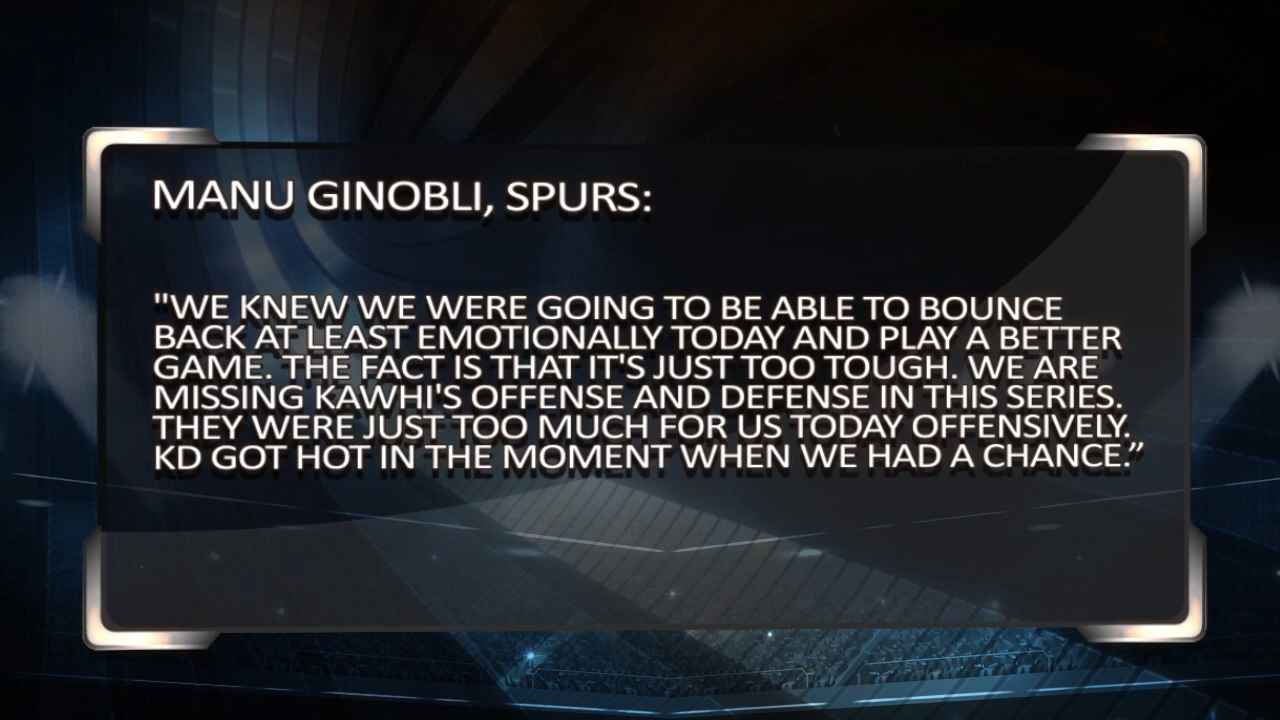 MANU GINOBLI, SPURS:
"WE KNEW WE WERE GOING TO BE ABLE TO BOUNCE
BACK AT LEAST EMOTIONALLY TODAY AND PLAY A BETTER
GAME. THE FACT IS THAT IT'S JUST TOO TOUGH. WE ARE
MISSING KAWHI'S OFFENSE AND DEFENSE IN THIS SERIES.
THEY WERE JUST TOO MUCH FOR US TODAY OFFENSIVELY.
KD GOT HOT IN THE MOMENT WHEN WE HAD A CHANCE.”